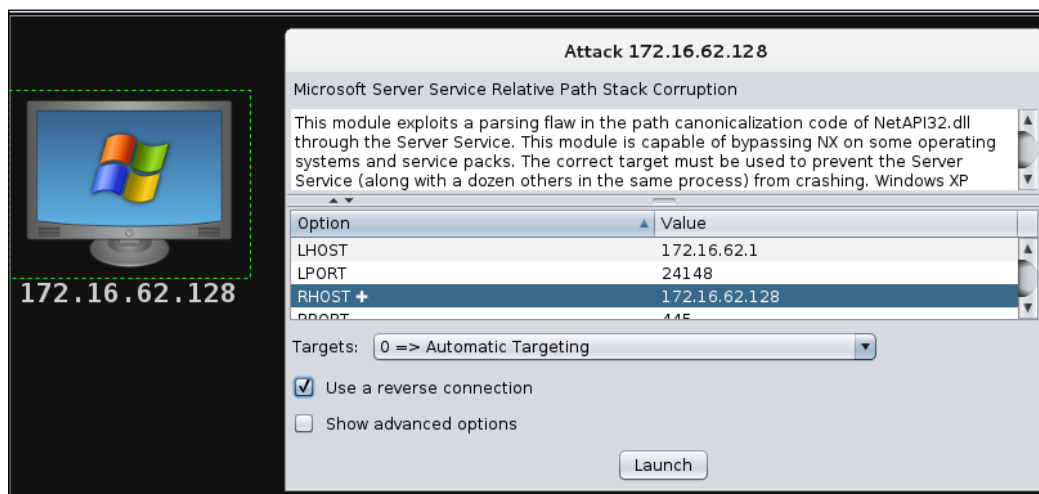 Attack 172.16.62.128
Microsoft Server Service Relative Path Stack Corruption
This module exploits a parsing flaw in the path canonicalization code of NetAPI32.dll
through the Server Service. This module is capable of bypassing NX on some operating
systems and service packs. The correct target must be used to prevent the Server
Service (along with a dozen others in the same process) from crashing. Windows XP
Option Value
LHOST 172.16.62.1
LPORT 24148
RHOST + 172.16.62.128
RPORT 445
Targets: 0 => Automatic Targeting
Use a reverse connection
Show advanced options
Launch
172.16.62.128